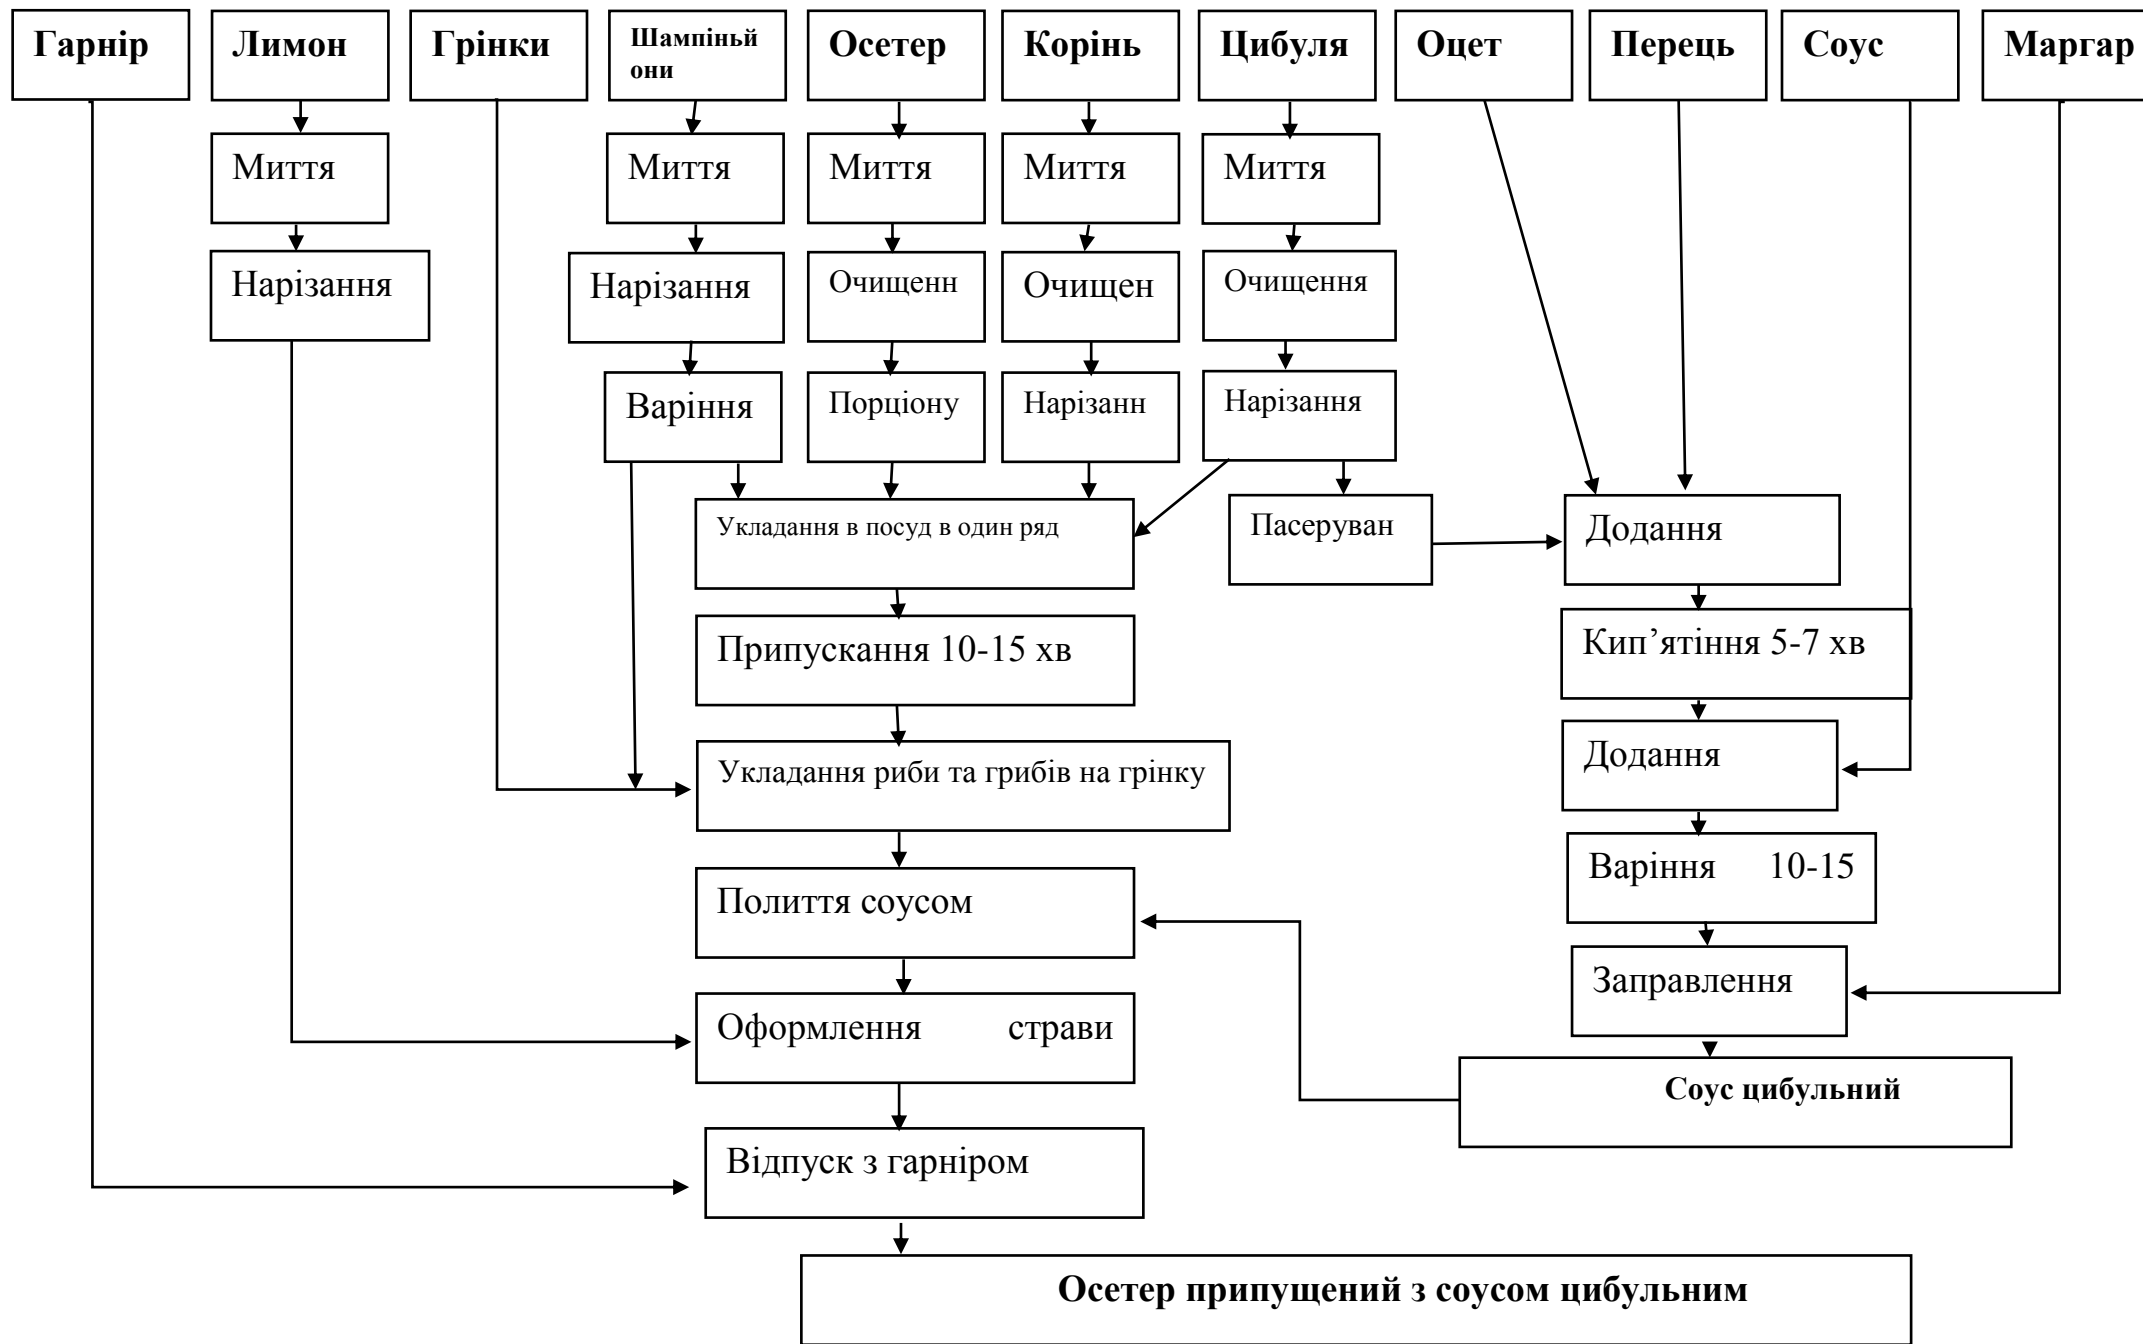 Гарнір
Лимон
Грінки
Шампіньй
они
Осетер
Корінь
Цибуля
Оцет
Перець
Соус
Маргар
Миття
Миття
Миття
Миття
Миття
Нарізання
Нарізання
Очищенн
Очищен
Очищення
Варіння
Порціону
Нарізанн
Нарізання
Укладання в посуд в один ряд
Пасеруван
Додання
Припускання 10-15 хв
Кип’ятіння 5-7 хв
Укладання риби та грибів на грінку
Додання
Варіння 10-15
Полиття соусом
Заправлення
Оформлення страви
Соус цибульний
Відпуск з гарніром
Осетер припущений з соусом цибульним